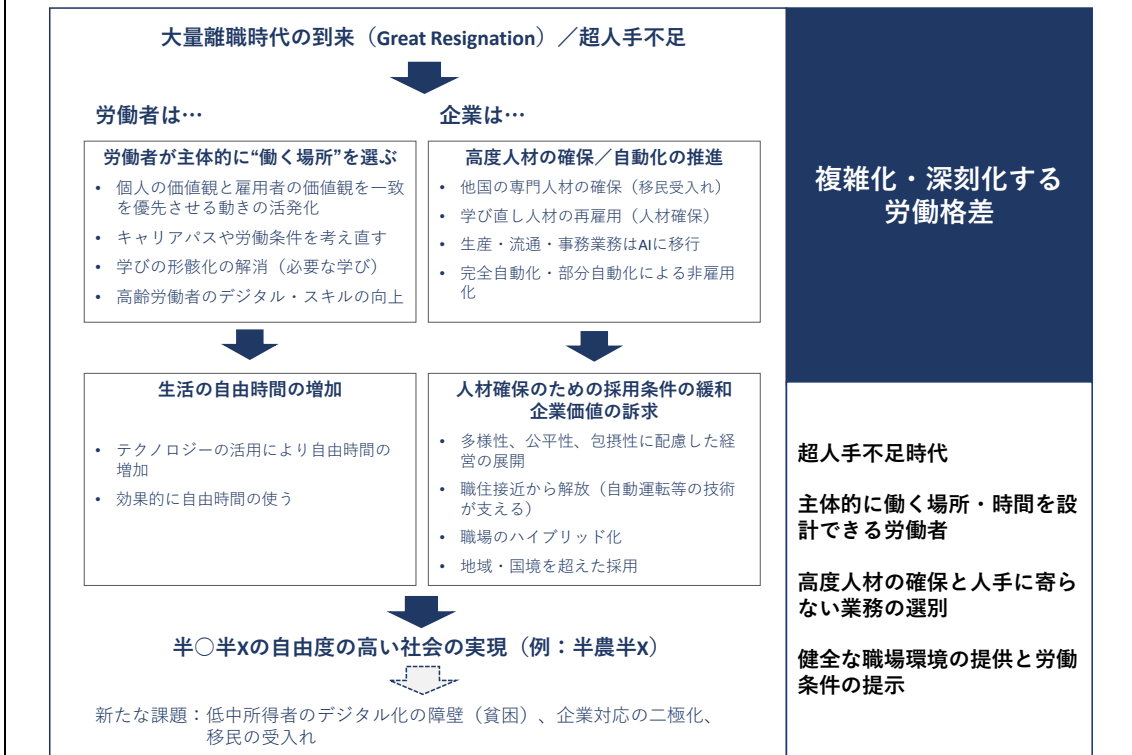 大量離職時代の到来（Great Resignation）／超人手不足
労働者は…
労働者が主体的に“働く場所”を選ぶ
• 個人の価値観と雇用者の価値観を一致
を優先させる動きの活発化
• キャリアパスや労働条件を考え直す
• 学びの形骸化の解消（必要な学び）
• 高齢労働者のデジタル・スキルの向上
企業は…
高度人材の確保／自動化の推進
• 他国の専門人材の確保（移民受入れ）
• 学び直し人材の再雇用（人材確保）
• 生産・流通・事務業務はAIに移行
• 完全自動化・部分自動化による非雇用
化
生活の自由時間の増加
• テクノロジーの活用により自由時間の
増加
• 効果的に自由時間の使う
人材確保のための採用条件の緩和
企業価値の訴求
• 多様性、公平性、包摂性に配慮した経
営の展開
• 職住接近から解放（自動運転等の技術
が支える）
• 職場のハイブリッド化
• 地域・国境を超えた採用
半○半Xの自由度の高い社会の実現（例：半農半X）
新たな課題：低中所得者のデジタル化の障壁（貧困）、企業対応の二極化、
移民の受入れ
複雑化・深刻化する
労働格差
超人手不足時代
主体的に働く場所・時間を設
計できる労働者
高度人材の確保と人手に寄ら
ない業務の選別
健全な職場環境の提供と労働
条件の提示